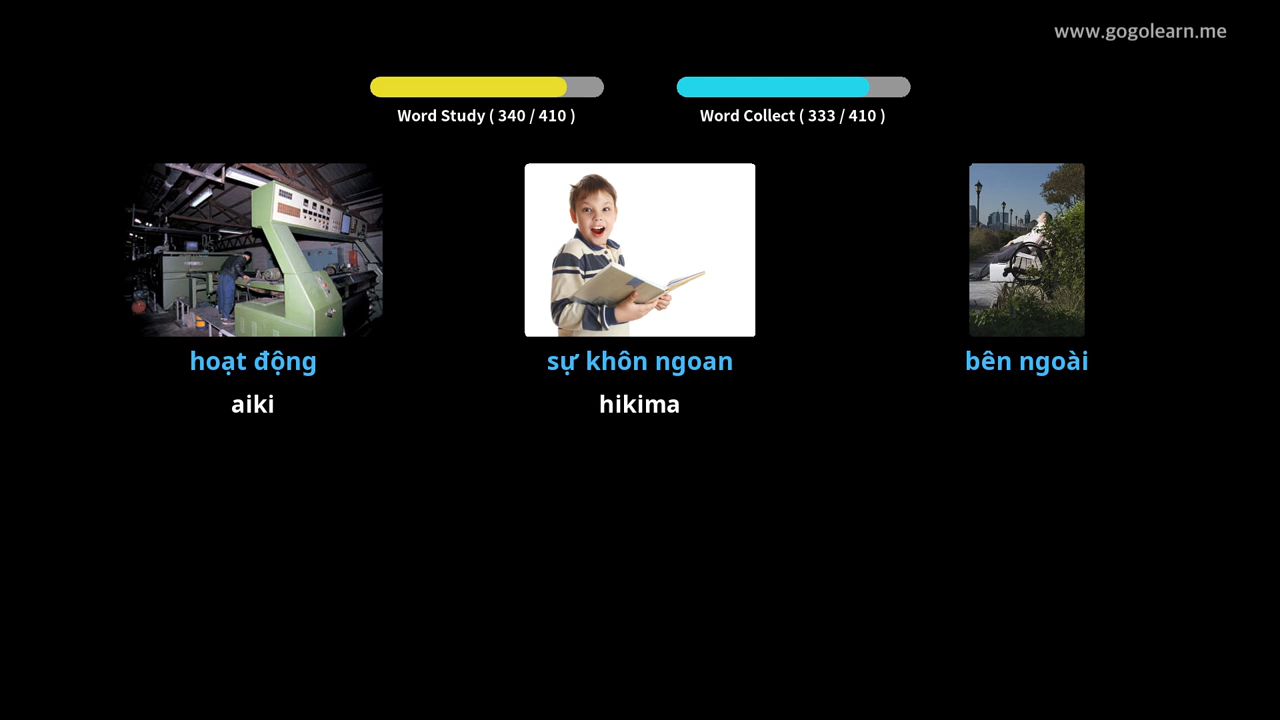 www.gogolearn.me
Word Study ( 340 / 410 )
Word Collect ( 333 / 410 )
hoạt động
sự khôn ngoan
bên ngoài
aiki
hikima